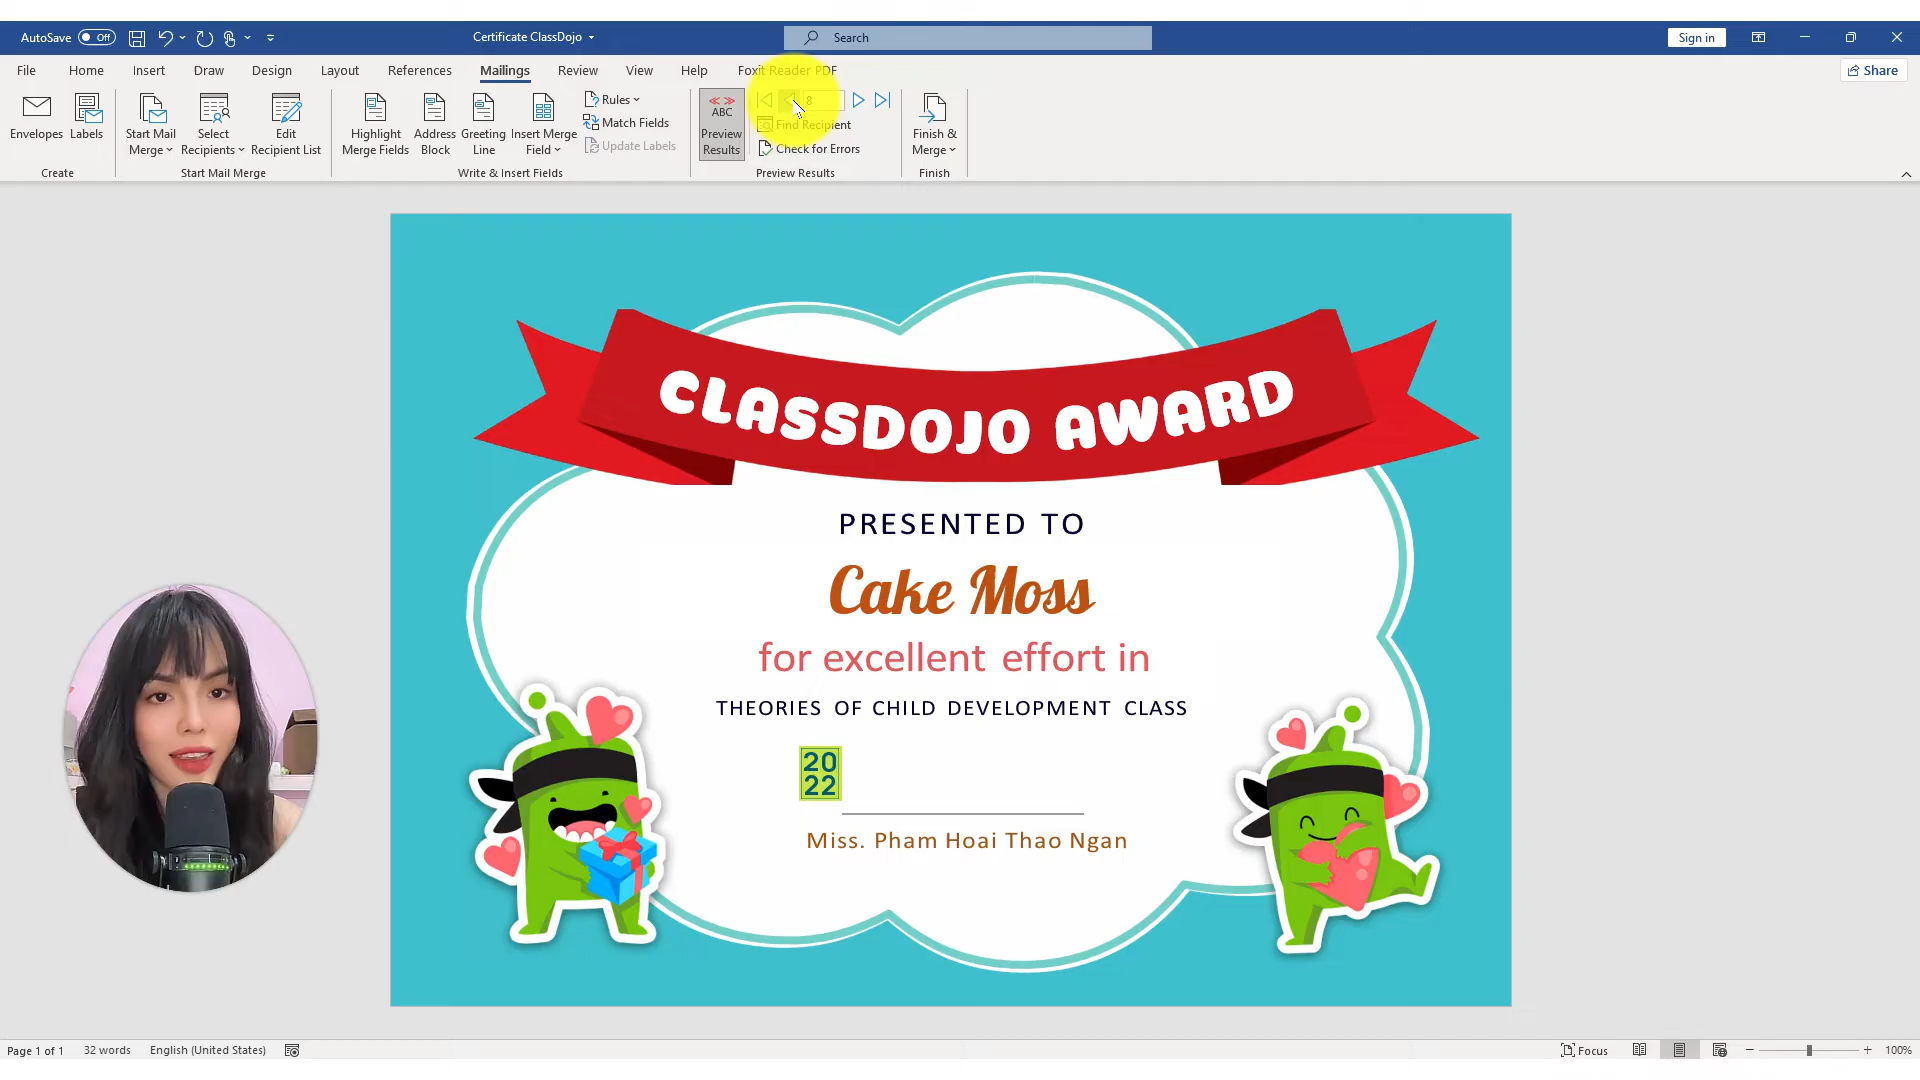 AutoSave Off
Certificate ClassDojo
Search
Sign in
File Home Insert Draw Design Layout References Mailings Review View Help Foxit Reader PDF
Share
Envelopes
Labels
Create
Start Mail
Merge
Select
Recipients
Edit
Recipient List
Start Mail Merge
Highlight
Merge Fields
Address
Block
Greeting
Line
Insert Merge
Field
Rules
Match Fields
Update Labels
Write & Insert Fields
ABC
Preview
Results
8
Find Recipient
Check for Errors
Preview Results
Finish &
Merge
Finish
CLASSDOJO AWARD
PRESENTED TO
Cake Moss
for excellent effort in
THEORIES OF CHILD DEVELOPMENT CLASS
20
22
Miss. Pham Hoai Thao Ngan
Page 1 of 1 32 words English (United States)
Focus
100%